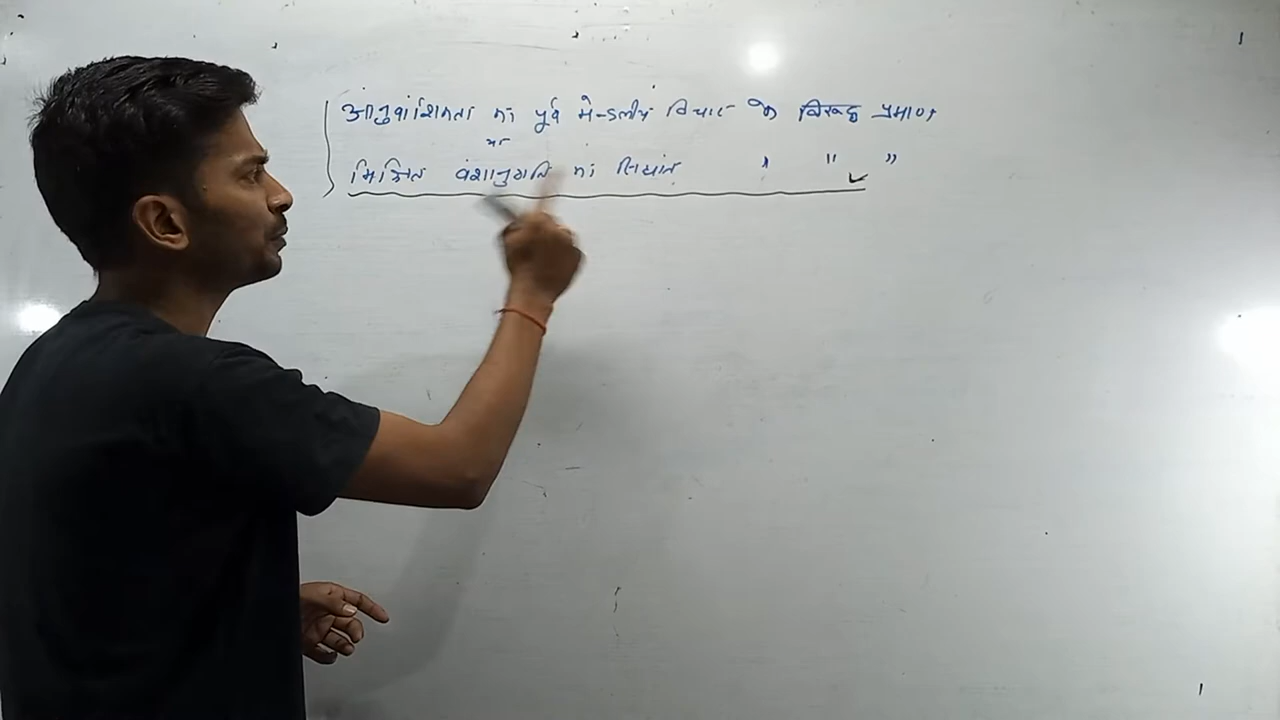 आनुवांशिकता का पूर्व मेन्डलीय विचार के विरूद्ध प्रमाण
या
मिश्रित वंशानुगति का सिद्धांत " " "